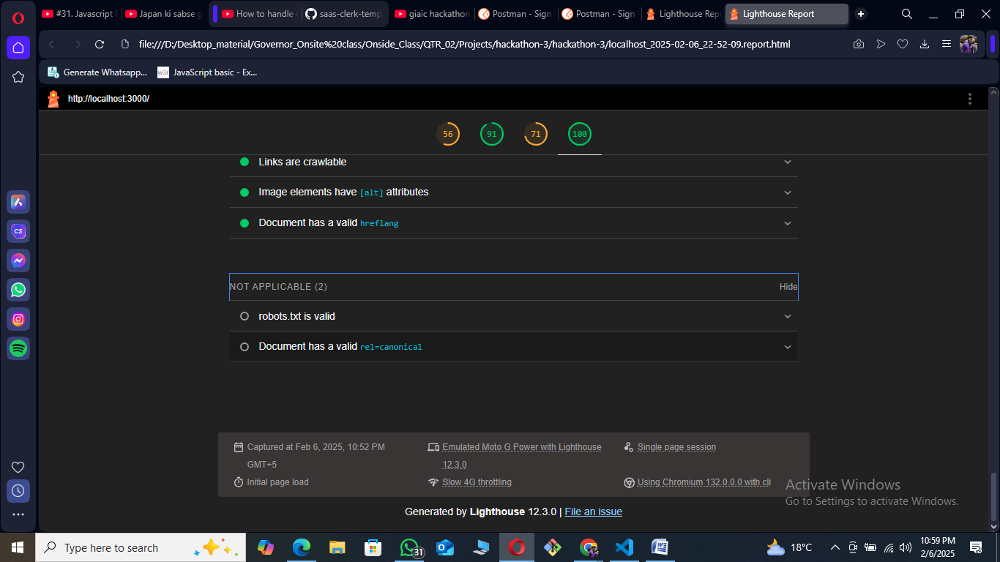 #31. Javascript
Japan ki sabse
How to handle
saas-clerk-temp
giaic hackathon
Postman - Sign
Postman - Sign
Lighthouse Rep
Lighthouse Report
file:///D:/Desktop_material/Governor_Onsite%20class/Onside_Class/QTR_02/Projects/hackathon-3/hackathon-3/localhost_2025-02-06_22-52-09.report.html
Generate Whatsapp...
w3r
JavaScript basic - Ex...
http://localhost:3000/
56
91
71
100
Links are crawlable
Image elements have [alt] attributes
Document has a valid hreflang
CS
NOT APPLICABLE (2)
Hide
robots.txt is valid
Document has a valid rel=canonical
Captured at Feb 6, 2025, 10:52 PM
GMT+5
Emulated Moto G Power with Lighthouse
12.3.0
Single page session
Initial page load
Slow 4G throttling
Using Chromium 132.0.0.0 with cli
Activate Windows
Go to Settings to activate Windows.
Generated by Lighthouse 12.3.0 | File an issue
Type here to search
31
18°C
10:59 PM
2/6/2025